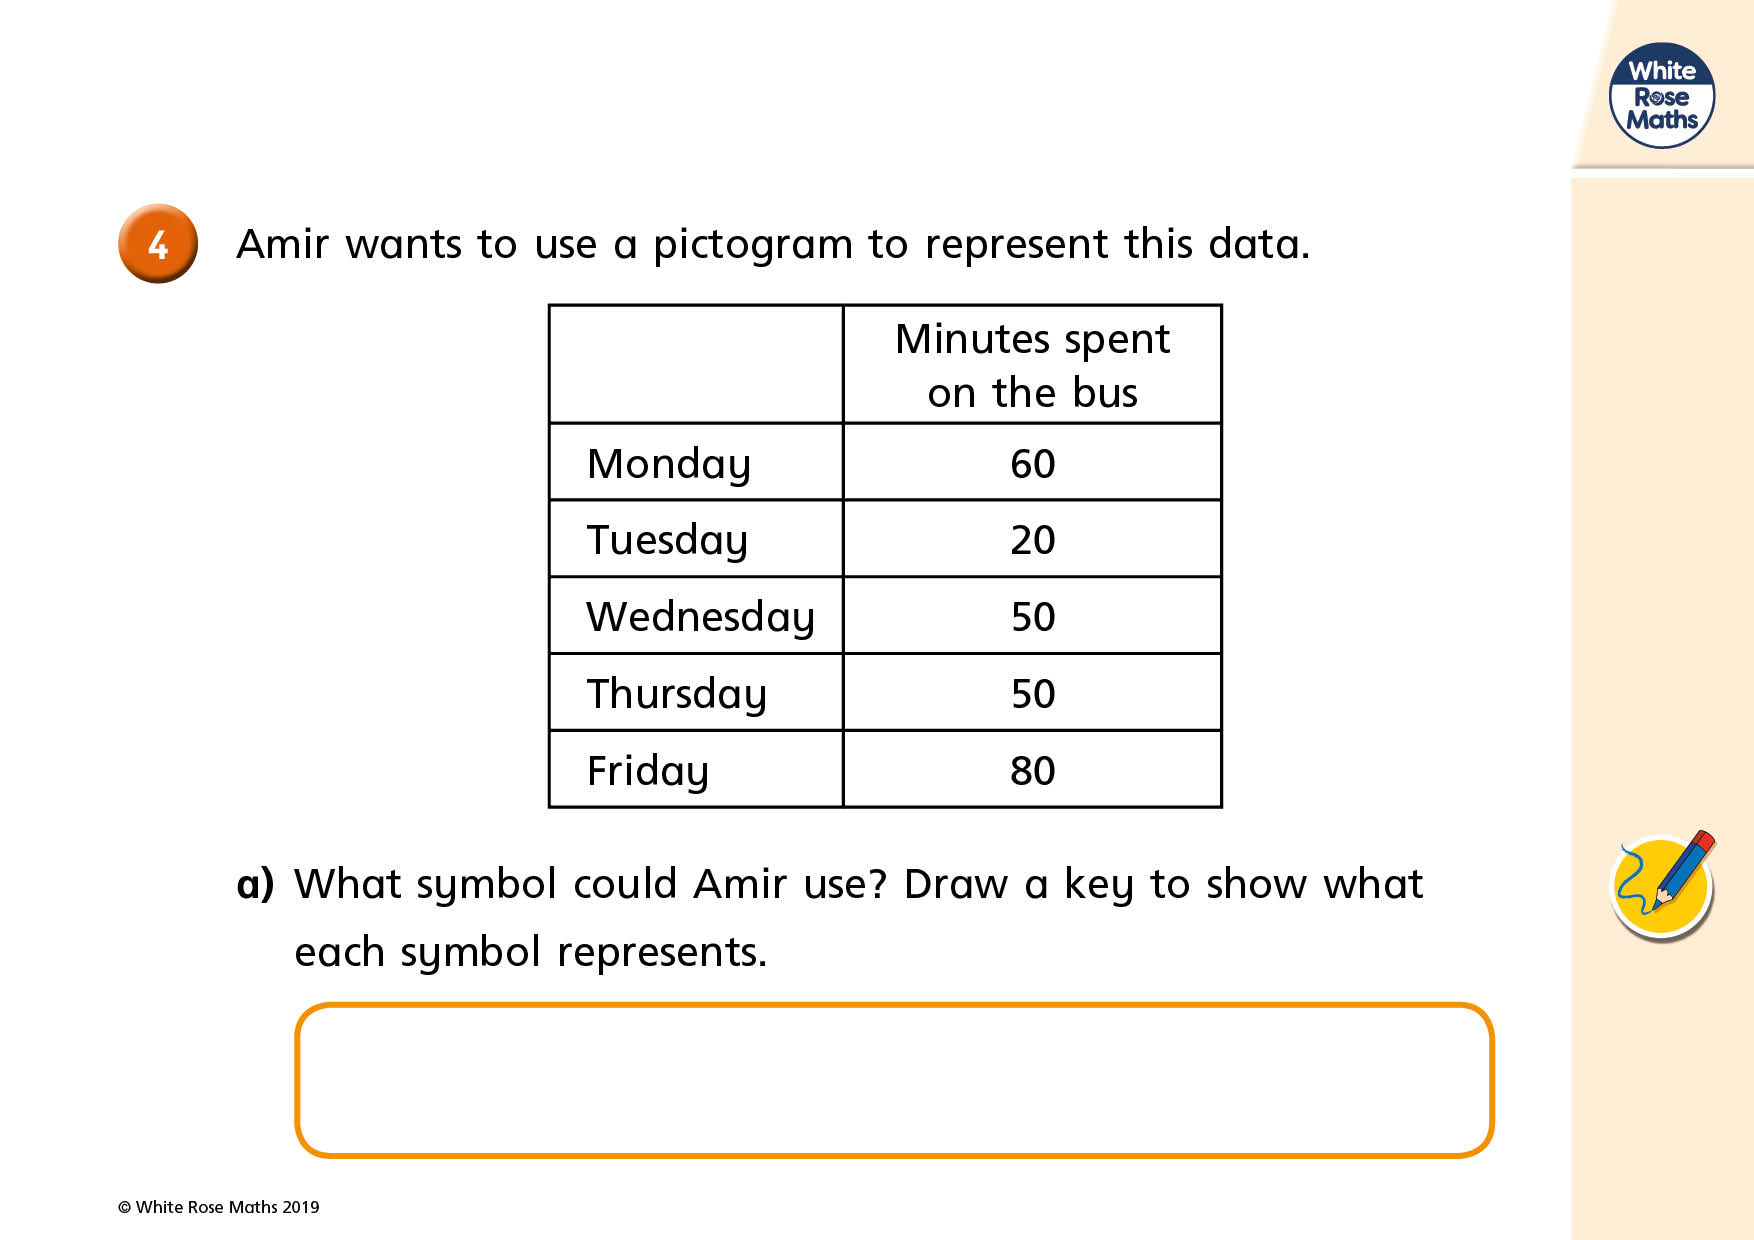 White
Rose
Maths
4 Amir wants to use a pictogram to represent this data.
Minutes spent
on the bus
Monday 60
Tuesday 20
Wednesday 50
Thursday 50
Friday 80
a) What symbol could Amir use? Draw a key to show what
each symbol represents.
© White Rose Maths 2019